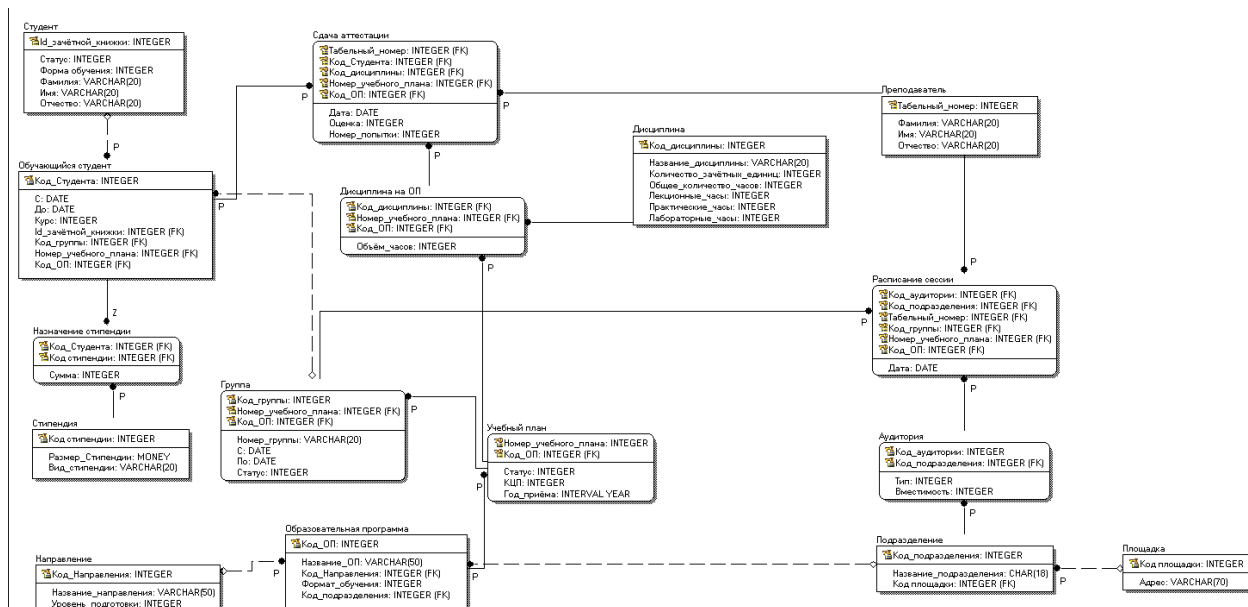 Студент
Id_зачётной_книжки: INTEGER
Статус: INTEGER
Форма обучения: INTEGER
Фамилия: VARCHAR(20)
Имя: VARCHAR(20)
Отчество: VARCHAR(20)
P
Обучающийся студент
Код_Студента: INTEGER
С: DATE
До: DATE
Курс: INTEGER
Id_зачётной_книжки: INTEGER (FK)
Код_группы: INTEGER (FK)
Номер_учебного_плана: INTEGER (FK)
Код_ОП: INTEGER (FK)
P
Z
Назначение стипендии
Код_Студента: INTEGER (FK)
Код стипендии: INTEGER (FK)
Сумма: INTEGER
P
Стипендия
Код стипендии: INTEGER
Размер_Стипендии: MONEY
Вид_стипендии: VARCHAR(20)
Сдача аттестации
Табельный_номер: INTEGER (FK)
Код_Студента: INTEGER (FK)
Код_дисциплины: INTEGER (FK)
Номер_учебного_плана: INTEGER (FK)
Код_ОП: INTEGER (FK)
Дата: DATE
Оценка: INTEGER
Номер_попытки: INTEGER
P
P
P
Дисциплина на ОП
Код_дисциплины: INTEGER (FK)
Номер_учебного_плана: INTEGER (FK)
Код_ОП: INTEGER (FK)
Объём_часов: INTEGER
P
P
Дисциплина
Код_дисциплины: INTEGER
Название_дисциплины: VARCHAR(20)
Количество_зачётных_единиц: INTEGER
Общее_количество_часов: INTEGER
Лекционные_часы: INTEGER
Практические_часы: INTEGER
Лабораторные_часы: INTEGER
Преподаватель
Табельный_номер: INTEGER
Фамилия: VARCHAR(20)
Имя: VARCHAR(20)
Отчество: VARCHAR(20)
P
Расписание сессии
Код_аудитории: INTEGER (FK)
Код_подразделения: INTEGER (FK)
Табельный_номер: INTEGER (FK)
Код_группы: INTEGER (FK)
Номер_учебного_плана: INTEGER (FK)
Код_ОП: INTEGER (FK)
Дата: DATE
P
P
Группа
Код_группы: INTEGER
Номер_учебного_плана: INTEGER (FK)
Код_ОП: INTEGER (FK)
Номер_группы: VARCHAR(20)
С: DATE
По: DATE
Статус: INTEGER
P
Учебный план
Номер_учебного_плана: INTEGER
Код_ОП: INTEGER (FK)
Статус: INTEGER
КЦП: INTEGER
Год_приёма: INTERVAL YEAR
P
Аудитория
Код_аудитории: INTEGER
Код_подразделения: INTEGER (FK)
Тип: INTEGER
Вместимость: INTEGER
P
Направление
Код_Направления: INTEGER
Название_направления: VARCHAR(50)
Уровень_подготовки: INTEGER
P
Образовательная программа
Код_ОП: INTEGER
Название_ОП: VARCHAR(50)
Код_Направления: INTEGER (FK)
Формат_обучения: INTEGER
Код_подразделения: INTEGER (FK)
P
Подразделение
Код_подразделения: INTEGER
Название_подразделения: CHAR(18)
Код площадки: INTEGER (FK)
P
Площадка
Код площадки: INTEGER
Адрес: VARCHAR(70)